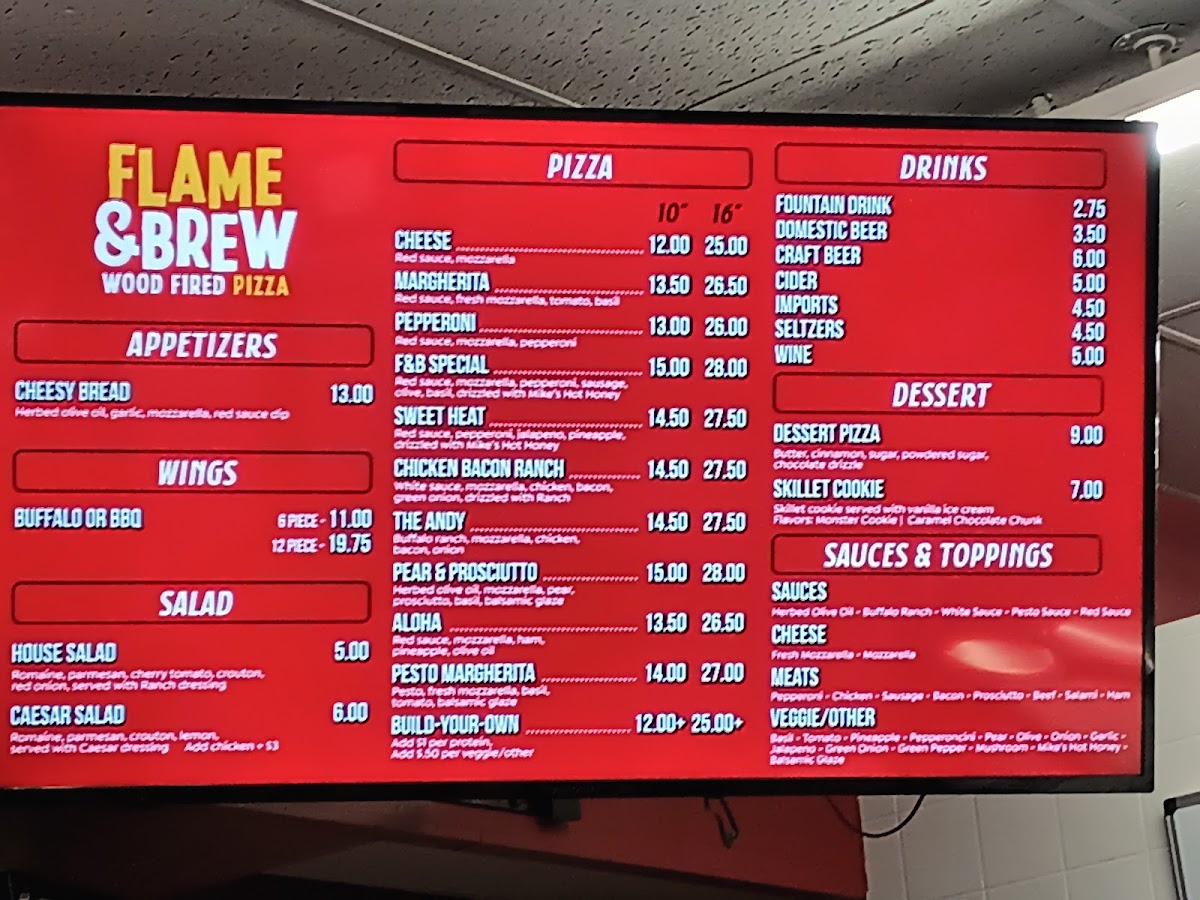 FLAME
&BREW
WOOD FIRED PIZZA
APPETIZERS
CHEESY BREAD 13.00
Herbed olive oil, garlic, mozzarella, red sauce dip
WINGS
BUFFALO OR BBQ 6 PIECE - 11.00
12 PIECE - 19.75
SALAD
HOUSE SALAD 5.00
Romaine, parmesan, cherry tomato, crouton,
red onion, served with Ranch dressing
CAESAR SALAD 6.00
Romaine, parmesan, crouton, lemon,
served with Caesar dressing Add chicken + $3
PIZZA
10" 16"
CHEESE 12.00 25.00
Red sauce, mozzarella
MARGHERITA 13.50 26.50
Red sauce, fresh mozzarella, tomato, basil
PEPPERONI 13.00 26.00
Red sauce, mozzarella, pepperoni
F&B SPECIAL 15.00 28.00
Red sauce, mozzarella, pepperoni, sausage,
olive, basil, drizzled with Mike's Hot Honey
SWEET HEAT 14.50 27.50
Red sauce, pepperoni, jalapeno, pineapple,
drizzled with Mike's Hot Honey
CHICKEN BACON RANCH 14.50 27.50
White sauce, mozzarella, chicken, bacon,
green onion, drizzled with Ranch
THE ANDY 14.50 27.50
Buffalo ranch, mozzarella, chicken,
bacon, onion
PEAR & PROSCIUTTO 15.00 28.00
Herbed olive oil, mozzarella, pear,
prosciutto, basil, balsamic glaze
ALOHA 13.50 26.50
Red sauce, mozzarella, ham,
pineapple, olive oil
PESTO MARGHERITA 14.00 27.00
Pesto, fresh mozzarella, basil,
tomato, balsamic glaze
BUILD-YOUR-OWN 12.00+ 25.00+
Add $1 per protein,
Add $.50 per veggie/other
DRINKS
FOUNTAIN DRINK 2.75
DOMESTIC BEER 3.50
CRAFT BEER 6.00
CIDER 5.00
IMPORTS 4.50
SELTZERS 4.50
WINE 5.00
DESSERT
DESSERT PIZZA 9.00
Butter, cinnamon, sugar, powdered sugar,
chocolate drizzle
SKILLET COOKIE 7.00
Skillet cookie served with vanilla ice cream
Flavors: Monster Cookie | Caramel Chocolate Chunk
SAUCES & TOPPINGS
SAUCES
Herbed Olive Oil - Buffalo Ranch - White Sauce - Pesto Sauce - Red Sauce
CHEESE
Fresh Mozzarella - Mozzarella
MEATS
Pepperoni - Chicken - Sausage - Bacon - Prosciutto - Beef - Salami - Ham
VEGGIE/OTHER
Basil - Tomato - Pineapple - Pepperoncini - Pear - Olive - Onion - Garlic -
Jalapeno - Green Onion - Green Pepper - Mushroom - Mike's Hot Honey -
Balsamic Glaze